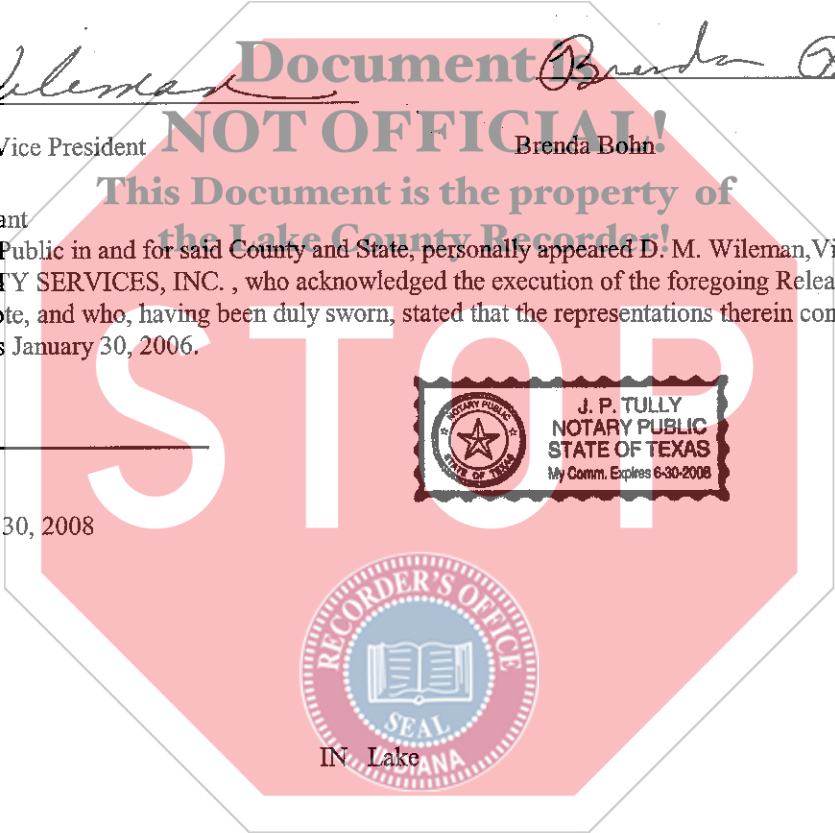 Wileman
Brenda B
Document is
NOT OFFICIAL!
Vice President
Brenda Bohn
This Document is the property of
the Lake County Recorder!
ant
Public in and for said County and State, personally appeared D. M. Wileman,Vi
TY SERVICES, INC. , who acknowledged the execution of the foregoing Relea
ote, and who, having been duly sworn, stated that the representations therein con
s January 30, 2006.
STOP
J. P. TULLY
NOTARY PUBLIC
STATE OF TEXAS
My Comm. Expires 6-30-2008
NOTARY PUBLIC
STATE OF TEXAS
30, 2008
RECORDER'S OFFICE
SEAL
INDIANA
IN Lake